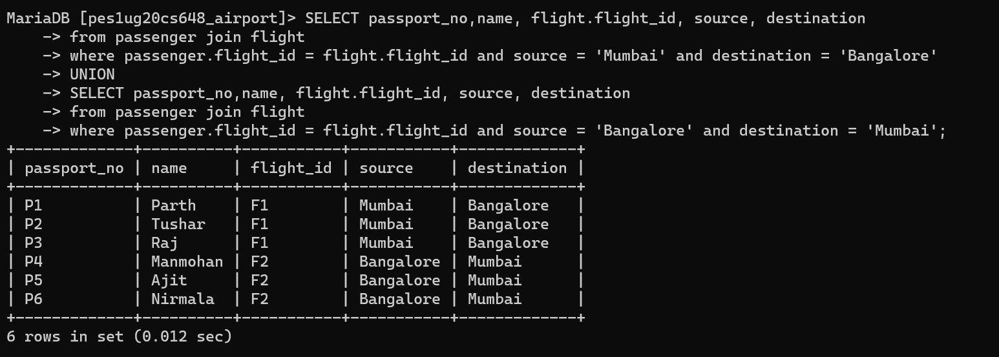 MariaDB [pes1ug20cs648_airport]> SELECT passport_no,name, flight.flight_id, source, destination
    -> from passenger join flight
    -> where passenger.flight_id = flight.flight_id and source = 'Mumbai' and destination = 'Bangalore'
    -> UNION
    -> SELECT passport_no,name, flight.flight_id, source, destination
    -> from passenger join flight
    -> where passenger.flight_id = flight.flight_id and source = 'Bangalore' and destination = 'Mumbai';
+-------------+----------+-----------+-----------+-------------+
| passport_no | name     | flight_id | source    | destination |
+-------------+----------+-----------+-----------+-------------+
| P1          | Parth    | F1        | Mumbai    | Bangalore   |
| P2          | Tushar   | F1        | Mumbai    | Bangalore   |
| P3          | Raj      | F1        | Mumbai    | Bangalore   |
| P4          | Manmohan | F2        | Bangalore | Mumbai      |
| P5          | Ajit     | F2        | Bangalore | Mumbai      |
| P6          | Nirmala  | F2        | Bangalore | Mumbai      |
+-------------+----------+-----------+-----------+-------------+
6 rows in set (0.012 sec)